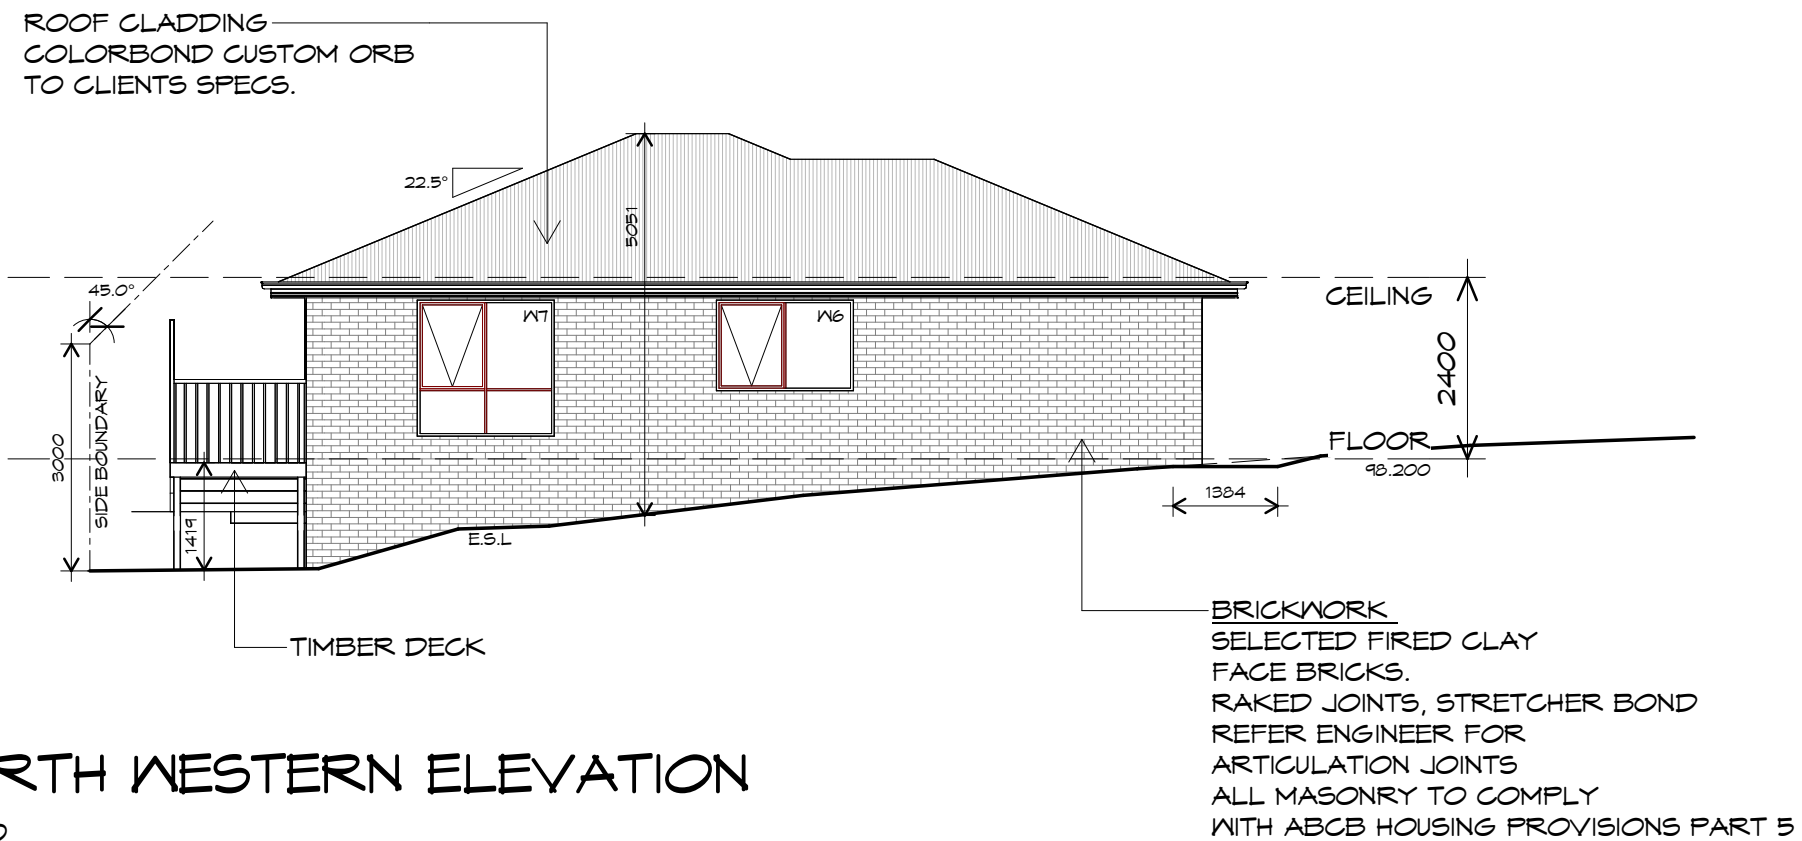 ROOF CLADDING
COLORBOND CUSTOM ORB
TO CLIENTS SPECS.
22.5°
5051
45.0°
W7
W6
CEILING
2400
3000
SIDE BOUNDARY
FLOOR
98.200
1384
1419
E.S.L
TIMBER DECK
BRICKWORK
SELECTED FIRED CLAY
FACE BRICKS.
RAKED JOINTS, STRETCHER BOND
REFER ENGINEER FOR
ARTICULATION JOINTS
ALL MASONRY TO COMPLY
WITH ABCB HOUSING PROVISIONS PART 5
RTH WESTERN ELEVATION